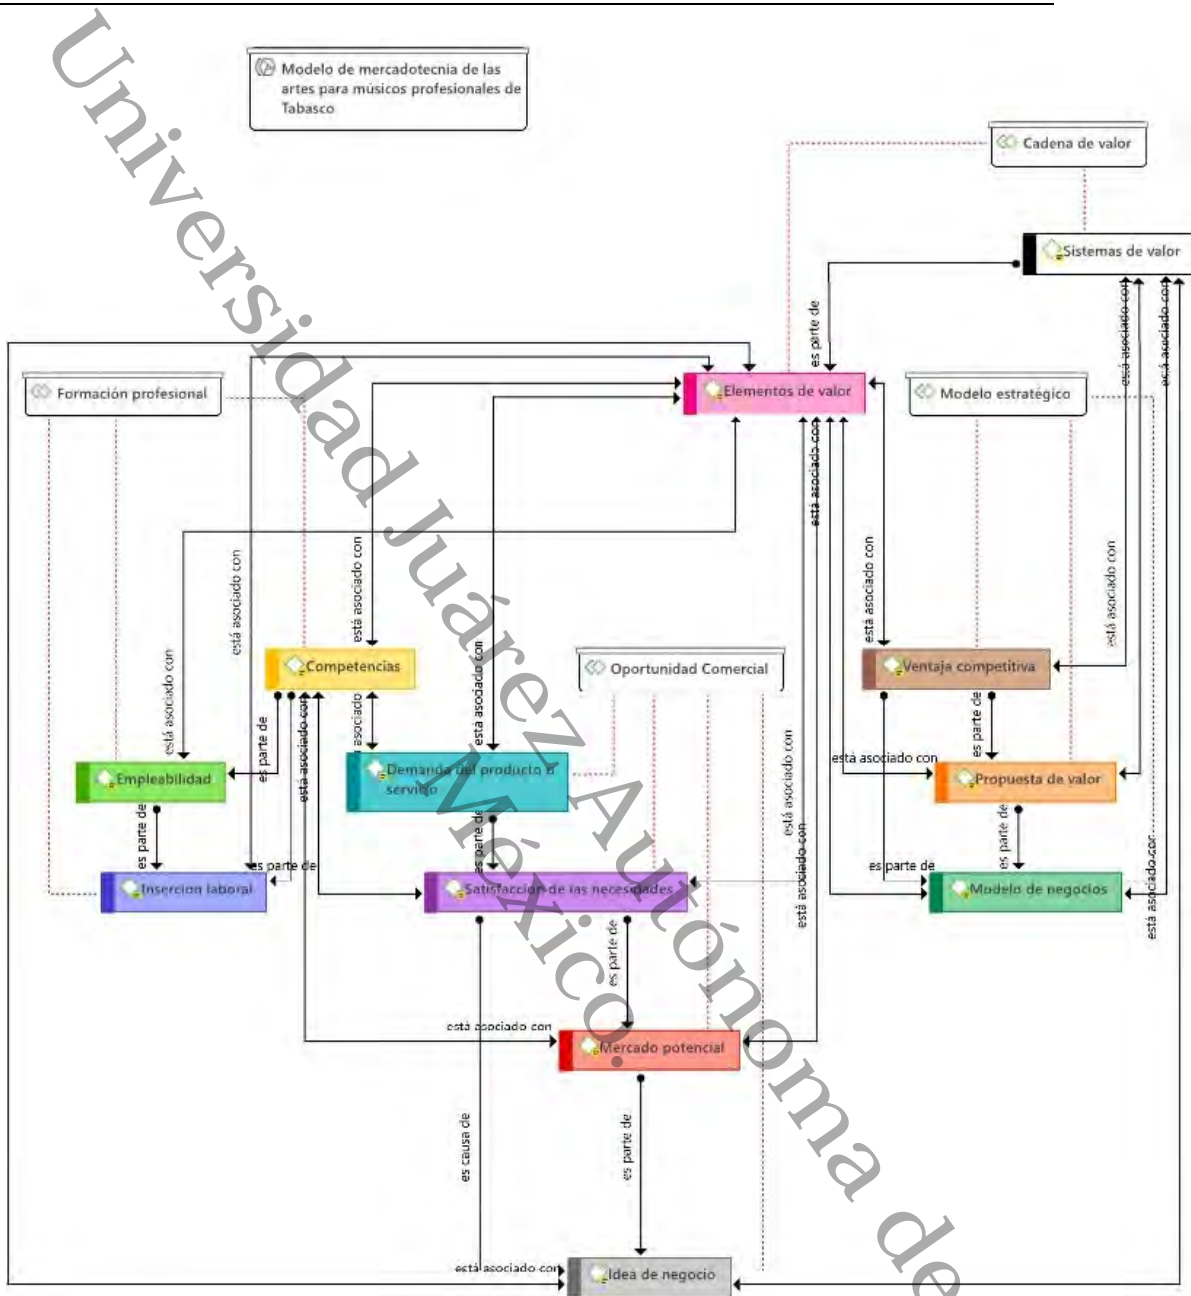 Modelo de mercadotecnia de las
artes para músicos profesionales de
Tabasco
Cadena de valor
Sistemas de valor
es parte de
está asociado con
está asociado con
Formación profesional
Elementos de valor
Modelo estratégico
está asociado con
está asociado con
está asociado con
está asociado con
está asociado con
está asociado con
está asociado con
Competencias
Oportunidad Comercial
Ventaja competitiva
es parte de
está asociado con
asociado
es parte de
está asociado con
está asociado con
Empleabilidad
Demanda del producto o
servicio
Propuesta de valor
es parte de
es parte de
es parte de
es parte de
está asociado con
es parte de
está asociado con
Insercion laboral
Satisfaccion de las necesidades
Modelo de negocios
es parte de
está asociado con
Mercado potencial
es causa de
es parte de
está asociado con
Idea de negocio
Universidad Juárez Autónoma de
México.